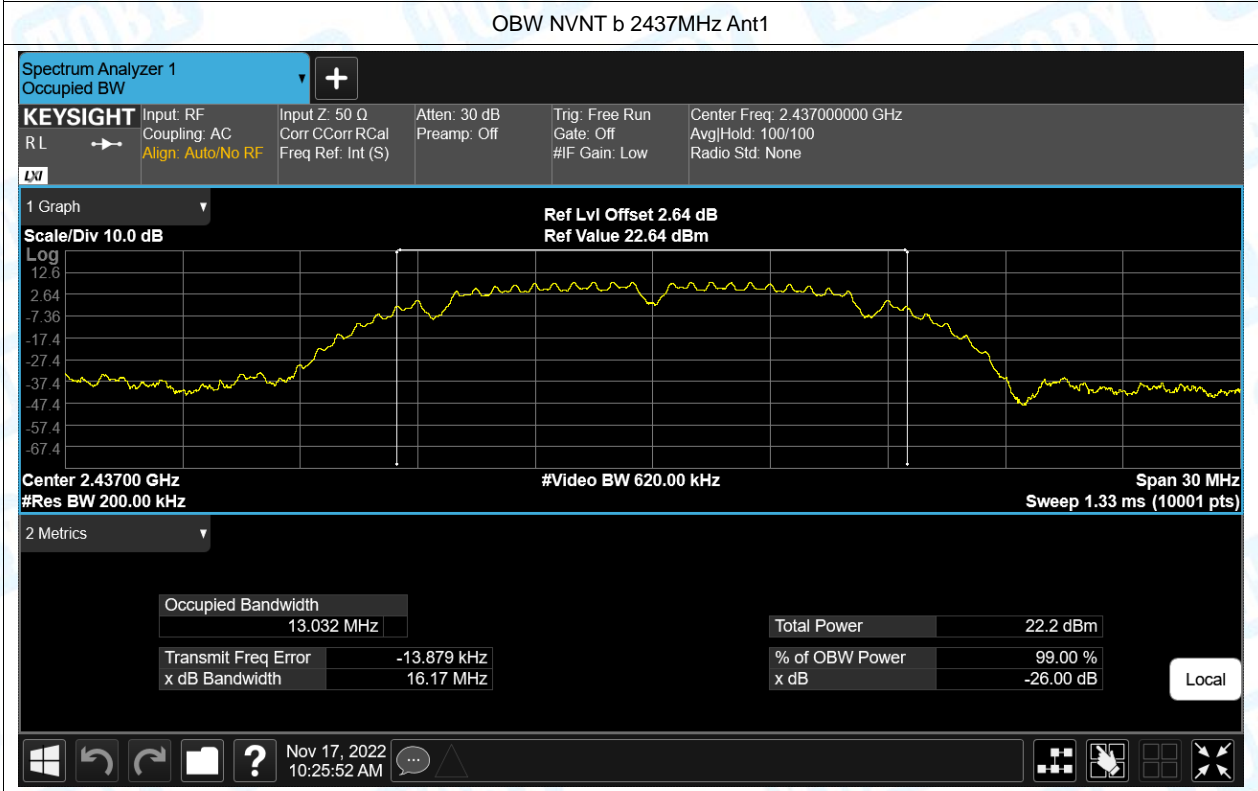 OBW NVNT b 2437MHz Ant1
Spectrum Analyzer 1
Occupied BW
KEYSIGHT
RL
LXI
Input: RF
Coupling: AC
Align: Auto/No RF
Input Z: 50 Ω
Corr CCorr RCal
Freq Ref: Int (S)
Atten: 30 dB
Preamp: Off
Trig: Free Run
Gate: Off
#IF Gain: Low
Center Freq: 2.437000000 GHz
Avg|Hold: 100/100
Radio Std: None
1 Graph
Scale/Div 10.0 dB
Ref Lvl Offset 2.64 dB
Ref Value 22.64 dBm
Log
12.6
2.64
-7.36
-17.4
-27.4
-37.4
-47.4
-57.4
-67.4
Center 2.43700 GHz
#Res BW 200.00 kHz
#Video BW 620.00 kHz
Span 30 MHz
Sweep 1.33 ms (10001 pts)
2 Metrics
Occupied Bandwidth
13.032 MHz
Transmit Freq Error -13.879 kHz
x dB Bandwidth 16.17 MHz
Total Power 22.2 dBm
% of OBW Power 99.00 %
x dB -26.00 dB
Local
?
Nov 17, 2022
10:25:52 AM